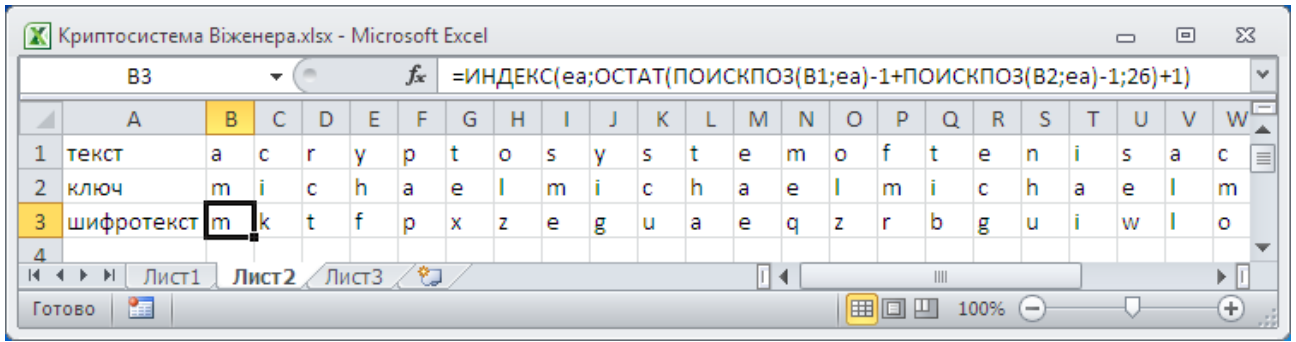 Криптосистема Віженера.xlsx - Microsoft Excel
B3 fx =ИНДЕКС(ea;ОСТАТ(ПОИСКПОЗ(B1;ea)-1+ПОИСКПОЗ(B2;ea)-1;26)+1)
A B C D E F G H I J K L M N O P Q R S T U V W
1 текст a c r y p t o s y s t e m o f t e n i s a c
2 ключ m i c h a e l m i c h a e l m i c h a e l m
3 шифротекст m k t f p x z e g u a e q z r b g u i w l o
4
Лист1 Лист2 Лист3
Готово 100%